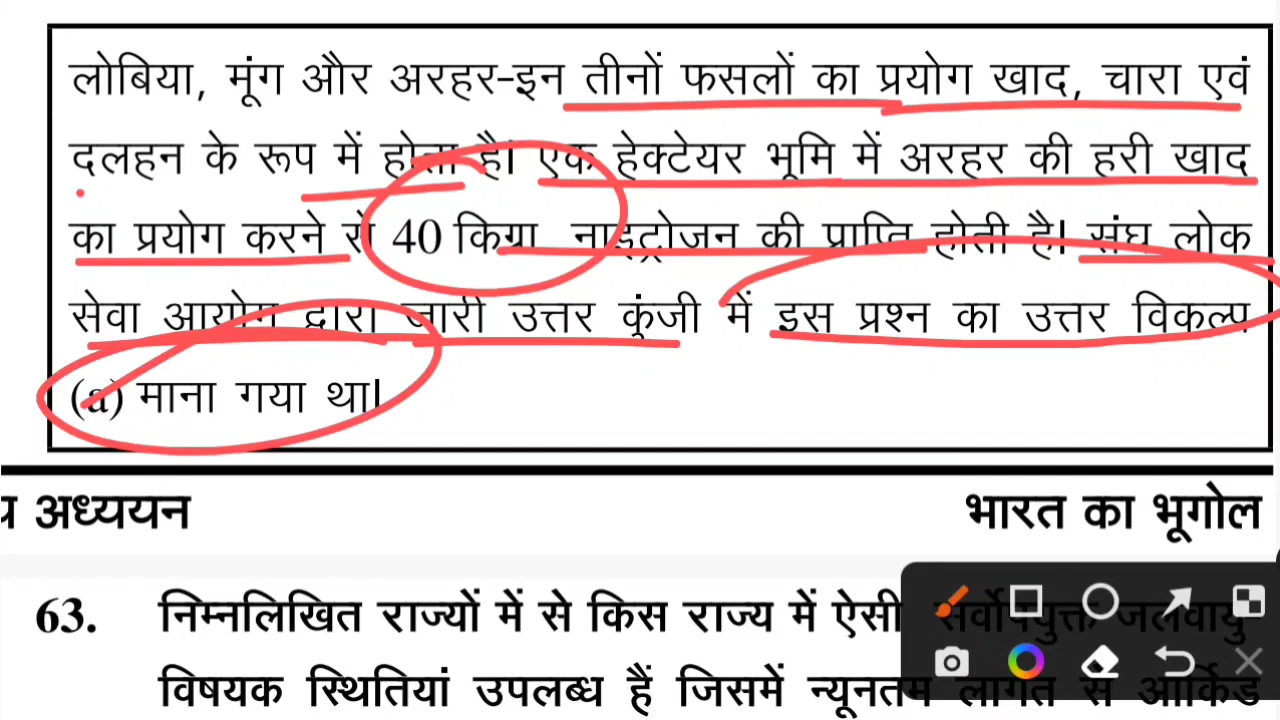 लोबिया, मूंग और अरहर-इन तीनों फसलों का प्रयोग खाद, चारा एवं
दलहन के रूप में होता है। एक हेक्टेयर भूमि में अरहर की हरी खाद
का प्रयोग करने से 40 किग्रा नाइट्रोजन की प्राप्ति होती है। संघ लोक
सेवा आयोग द्वारा जारी उत्तर कुंजी में इस प्रश्न का उत्तर विकल्प
(a) माना गया था।
अध्ययन
भारत का भूगोल
63. निम्नलिखित राज्यों में से किस राज्य में ऐसी सर्वोपयुक्त जलवायु
विषयक स्थितियां उपलब्ध हैं जिसमें न्यूनतम लागत से आर्किड